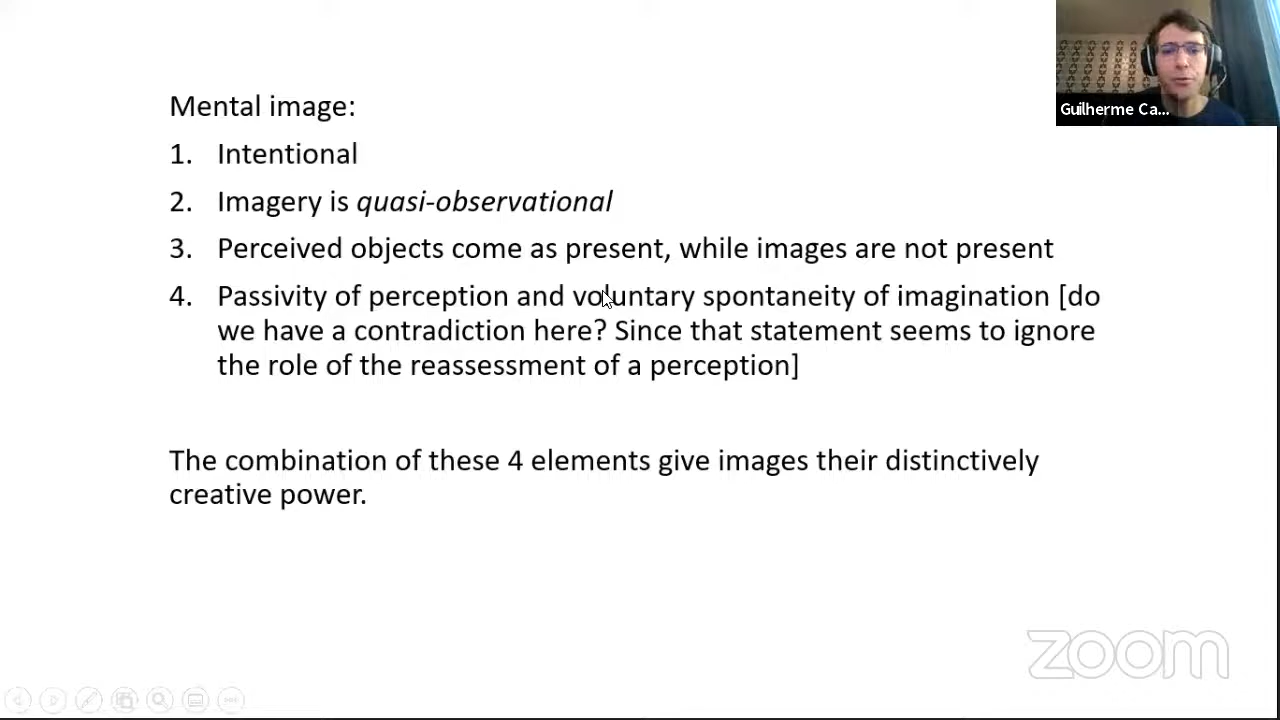 Mental image:
1. Intentional
2. Imagery is quasi-observational
3. Perceived objects come as present, while images are not present
4. Passivity of perception and voluntary spontaneity of imagination [do
we have a contradiction here? Since that statement seems to ignore
the role of the reassessment of a perception]
The combination of these 4 elements give images their distinctively
creative power.
Guilherme Ca...
zoom